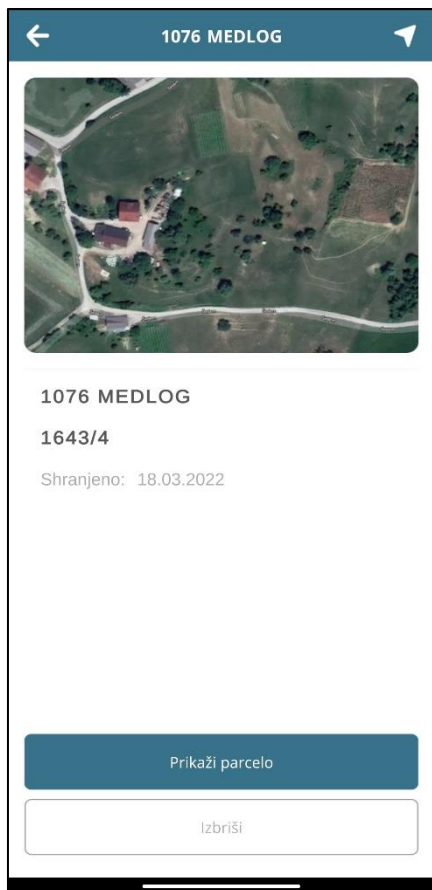 1076 MEDLOG
1076 MEDLOG
1643/4
Shranjeno: 18.03.2022
Prikaži parcelo
Izbriši